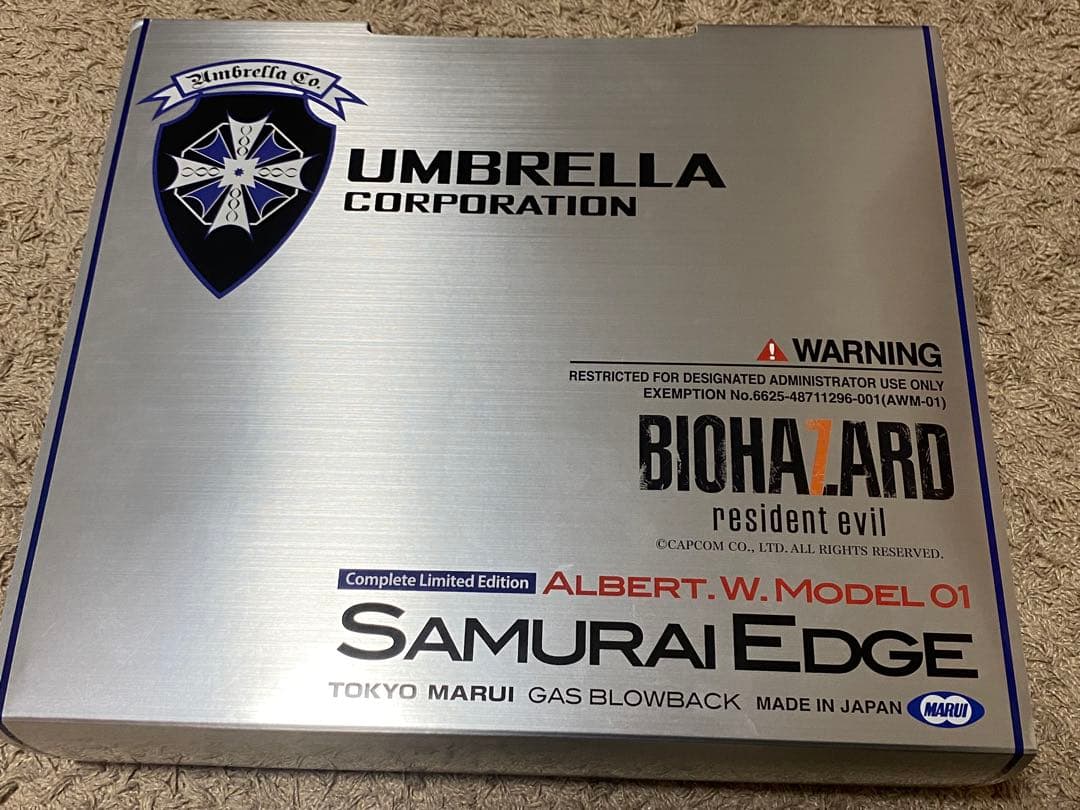 Umbrella Co.
UMBRELLA
CORPORATION
WARNING
RESTRICTED FOR DESIGNATED ADMINISTRATOR USE ONLY
EXEMPTION No.6625-48711296-001(AWM-01)
BIOHAZARD
resident evil
©CAPCOM CO., LTD. ALL RIGHTS RESERVED.
Complete Limited Edition ALBERT.W.MODEL 01
SAMURAI EDGE
TOKYO MARUI GAS BLOWBACK MADE IN JAPAN MARUI